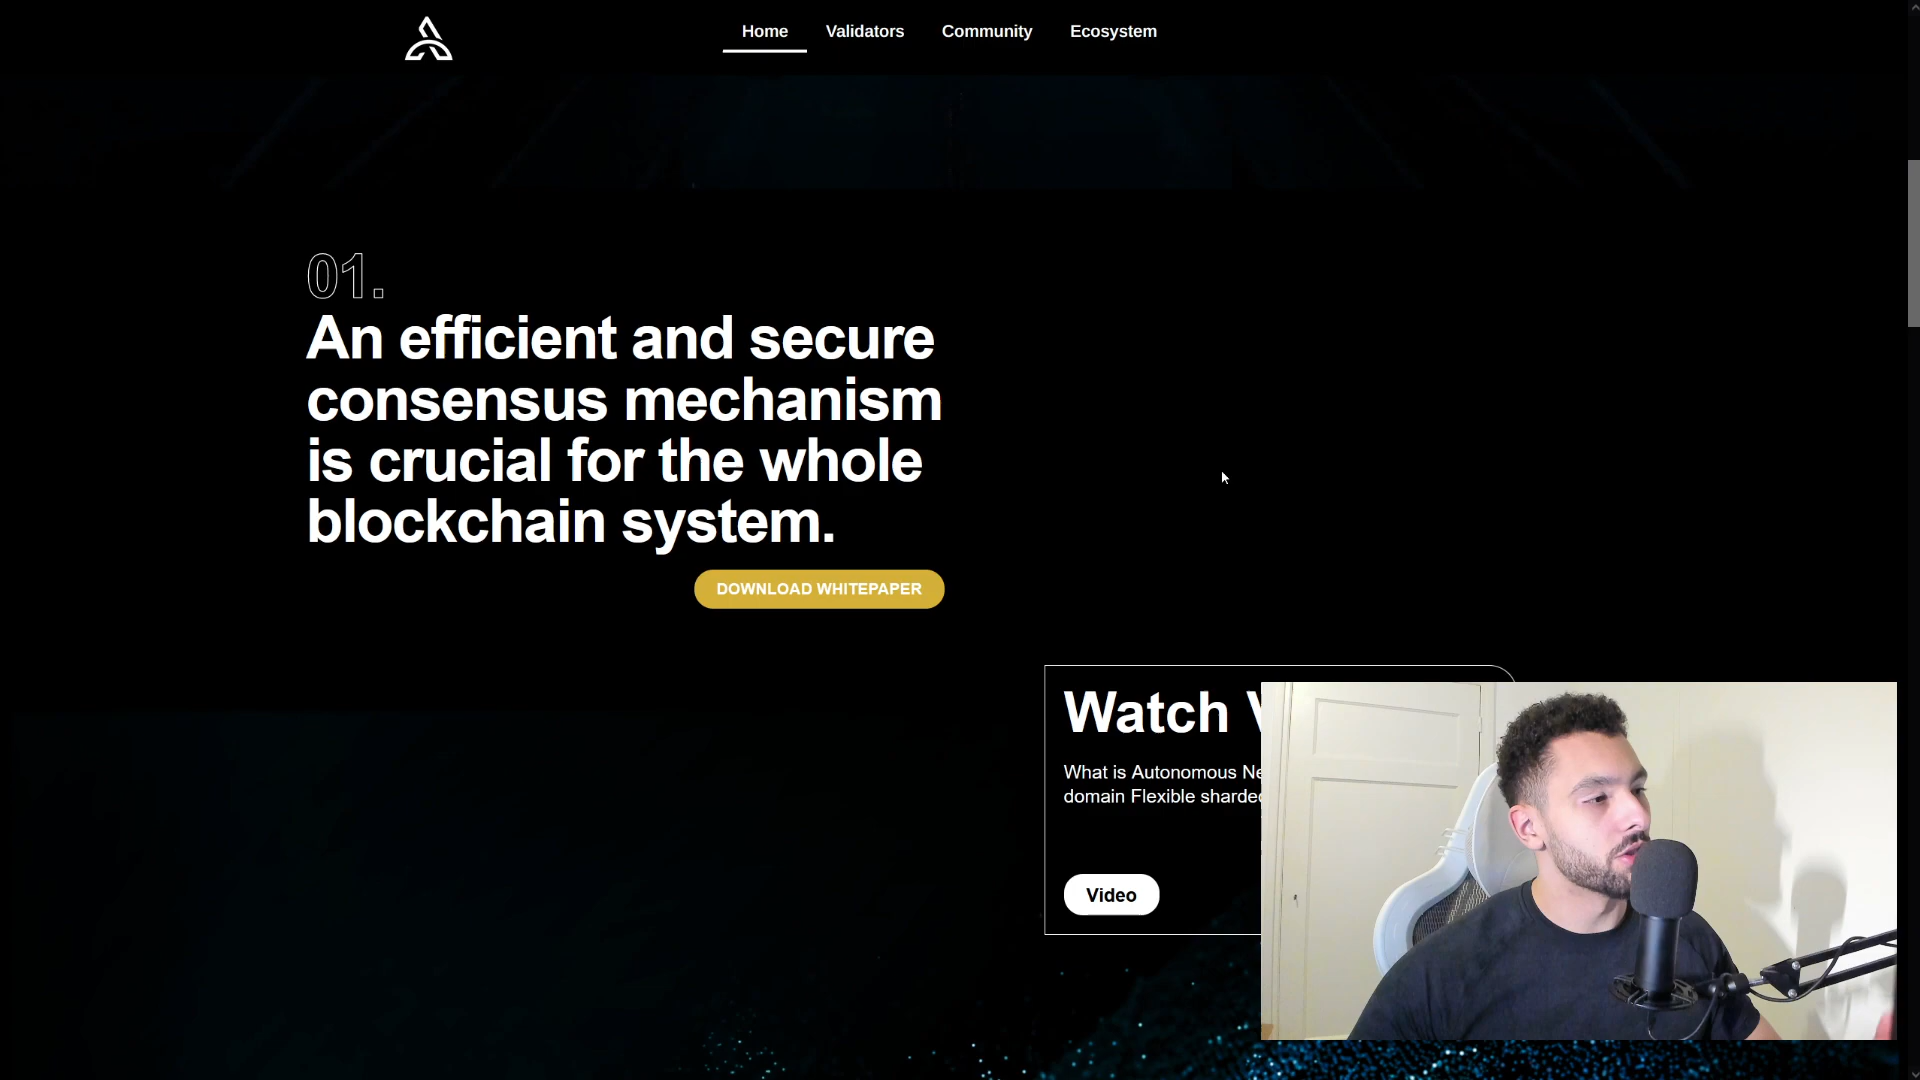 Home
Validators
Community
Ecosystem
01.
An efficient and secure
consensus mechanism
is crucial for the whole
blockchain system.
DOWNLOAD WHITEPAPER
Watch
What is Autonomous
domain Flexible sharded
Video